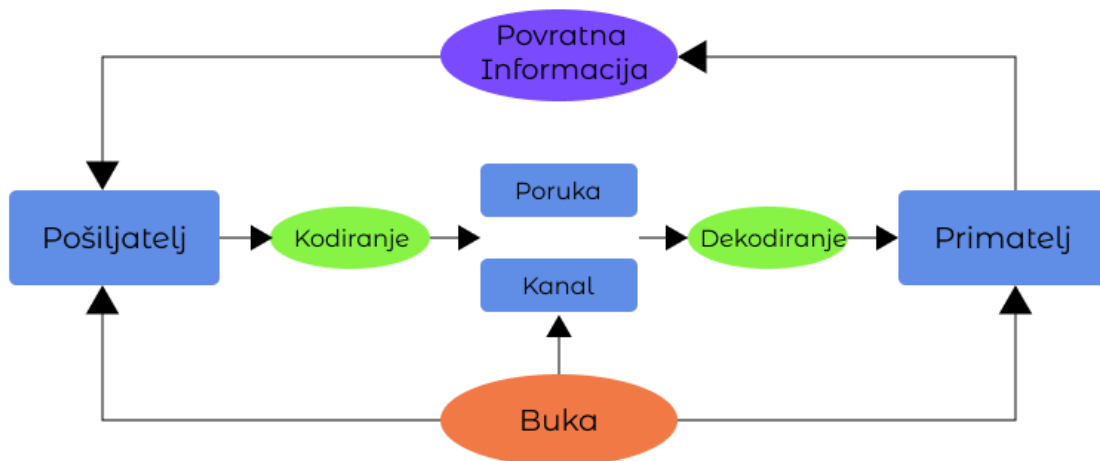 Povratna
Informacija
Poruka
Pošiljatelj
Kodiranje
Dekodiranje
Primatelj
Kanal
Buka